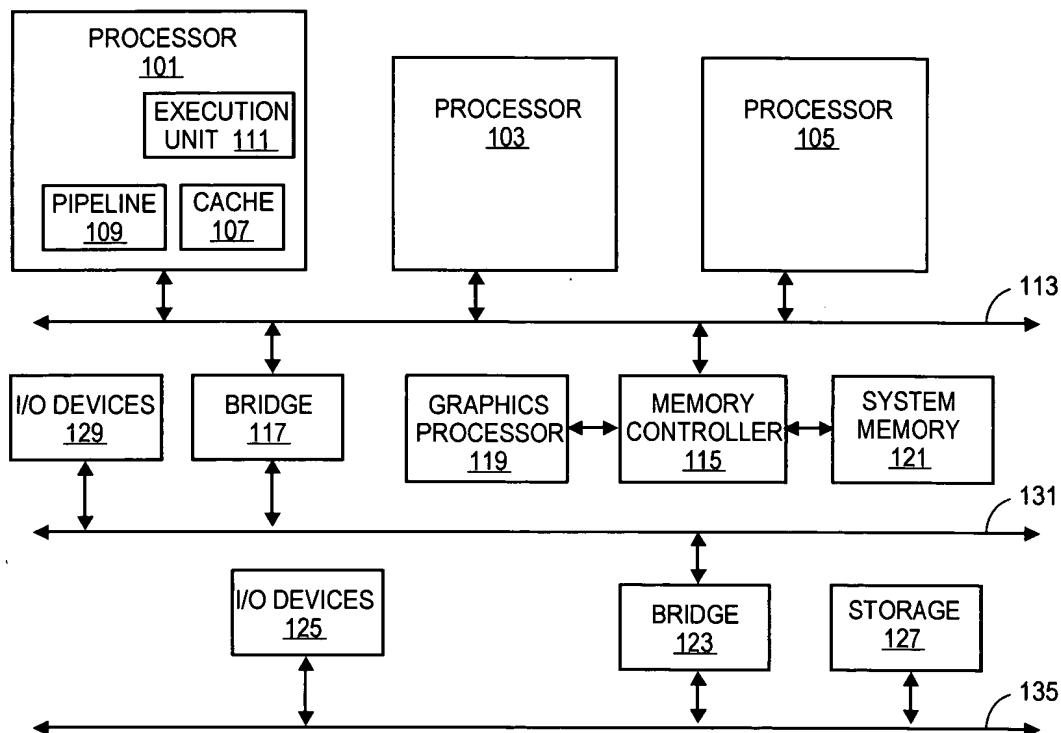 PROCESSOR
101
EXECUTION
UNIT 111
PIPELINE
109
CACHE
107
PROCESSOR
103
PROCESSOR
105
113
I/O DEVICES
129
BRIDGE
117
GRAPHICS
PROCESSOR
119
MEMORY
CONTROLLER
115
SYSTEM
MEMORY
121
131
I/O DEVICES
125
BRIDGE
123
STORAGE
127
135